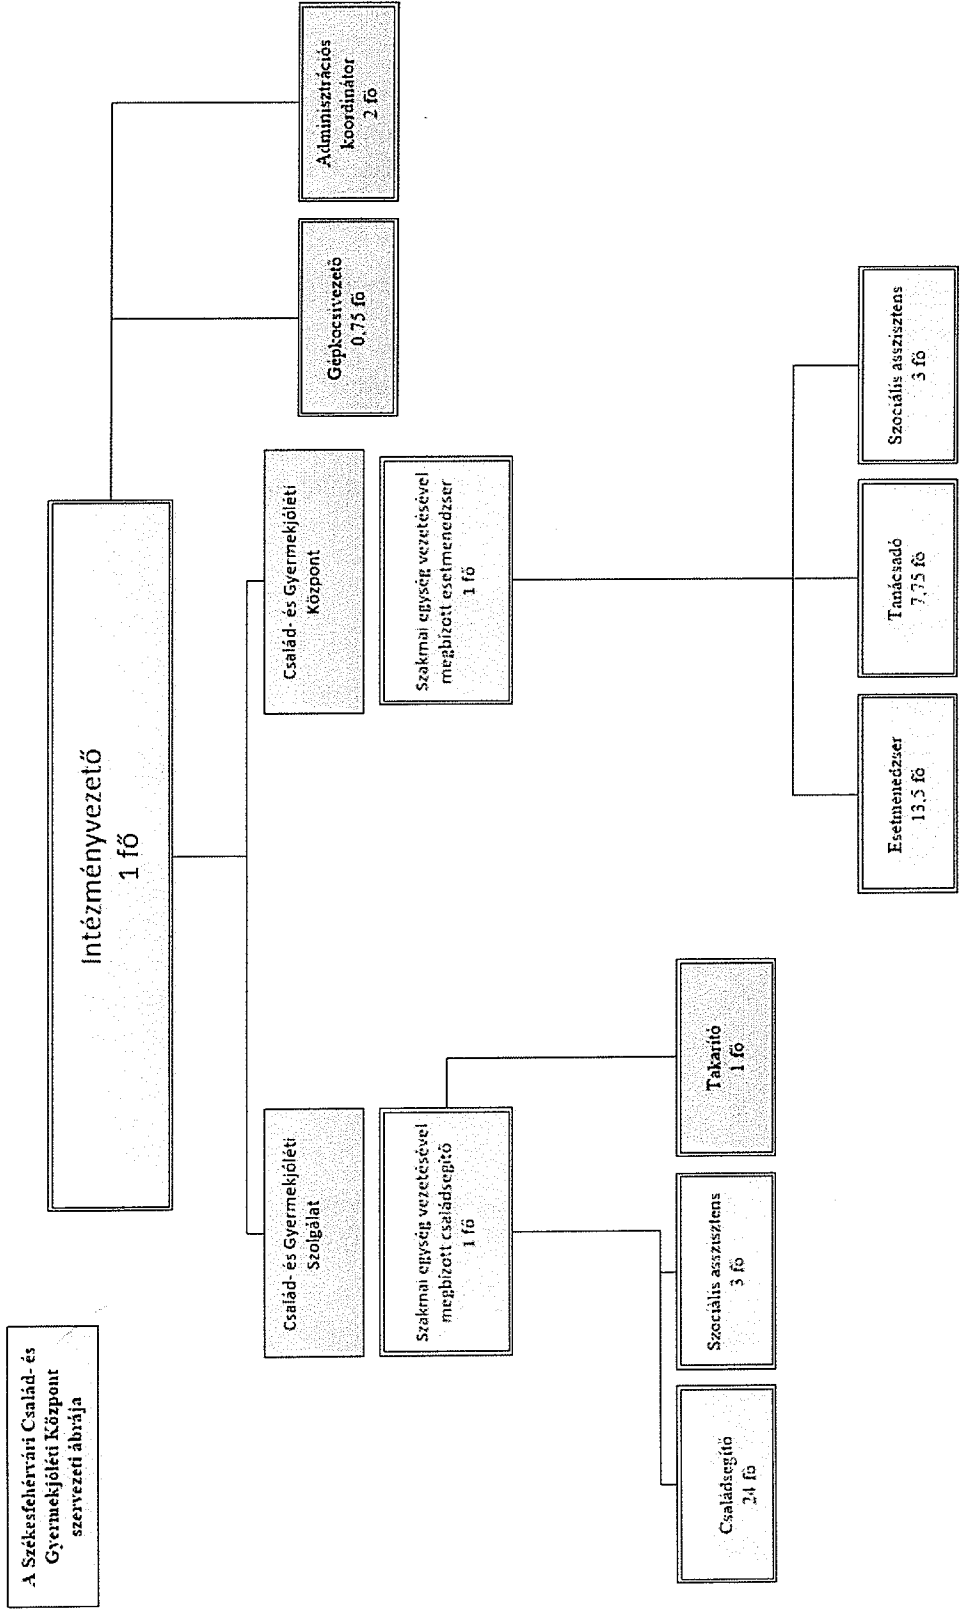 A Székesfehérvári Család- és
Gyermekjóléti Központ
szervezeti ábrája
Intézményvezető
1 fő
Adminisztrációs
koordinátor
2 fő
Gépkocsivezető
0,75 fő
Család- és Gyermekjóléti
Szolgálat
Család- és Gyermekjóléti
Központ
Szakmai egység vezetésével
megbízott családsegítő
1 fő
Szakmai egység vezetésével
megbízott esetmenedzser
1 fő
Családsegítő
24 fő
Szociális asszisztens
3 fő
Takarító
1 fő
Esetmenedzser
13,5 fő
Tanácsadó
7,75 fő
Szociális asszisztens
3 fő